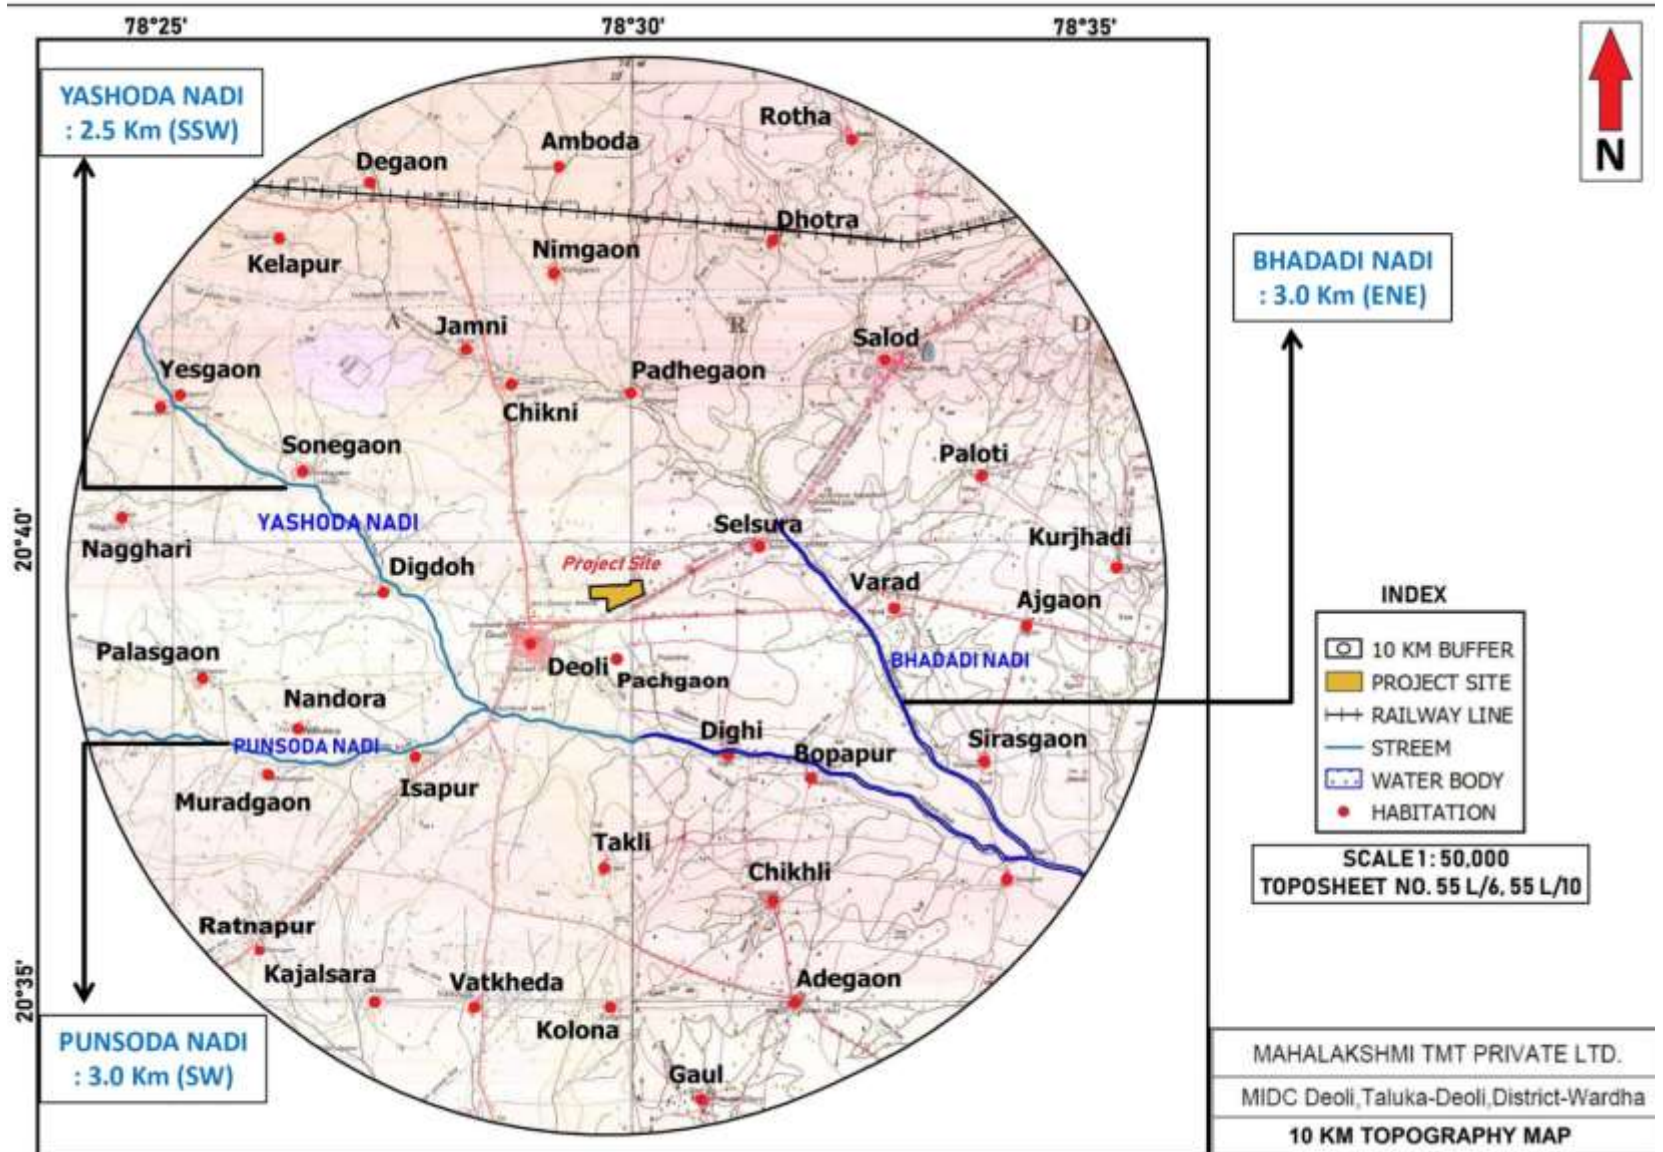 78°25'
78°30'
78°35'
YASHODA NADI
: 2.5 Km (SSW)
N
Rotha
Amboda
Degaon
Dhotra
Kelapur
Nimgaon
BHADADI NADI
: 3.0 Km (ENE)
A
Jamni
B
Salod
D
Yesgaon
Padhegaon
Chikni
Sonegaon
Paloti
YASHODA NADI
Selsura
Kurjhadi
Nagghari
20°40'
Digdoh
Project Site
Varad
Ajgaon
INDEX
10 KM BUFFER
PROJECT SITE
RAILWAY LINE
STREEM
WATER BODY
HABITATION
Palasgaon
Deoli
Pachgaon
BHADADI NADI
Nandora
PUNSODA NADI
Dighi
Bopapur
Sirasgaon
Muradgaon
Isapur
Takli
Chikhli
SCALE 1: 50,000
TOPOSHEET NO. 55 L/6, 55 L/10
Ratnapur
Kajalsara
Vatkheda
Adegaon
20°35'
Kolona
PUNSODA NADI
: 3.0 Km (SW)
Gaul
MAHALAKSHMI TMT PRIVATE LTD.
MIDC Deoli,Taluka-Deoli,District-Wardha
10 KM TOPOGRAPHY MAP